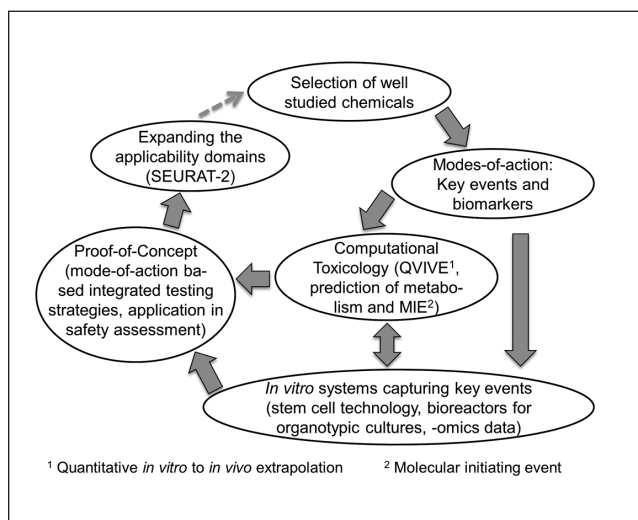 Selection of well
studied chemicals
Expanding the
applicability domains
(SEURAT-2)
Modes-of-action:
Key events and
biomarkers
Proof-of-Concept
(mode-of-action ba-
sed integrated testing
strategies, application in
safety assessment)
Computational
Toxicology (QVIVE¹,
prediction of metabo-
lism and MIE²)
In vitro systems capturing key events
(stem cell technology, bioreactors for
organotypic cultures, -omics data)
¹ Quantitative in vitro to in vivo extrapolation
² Molecular initiating event